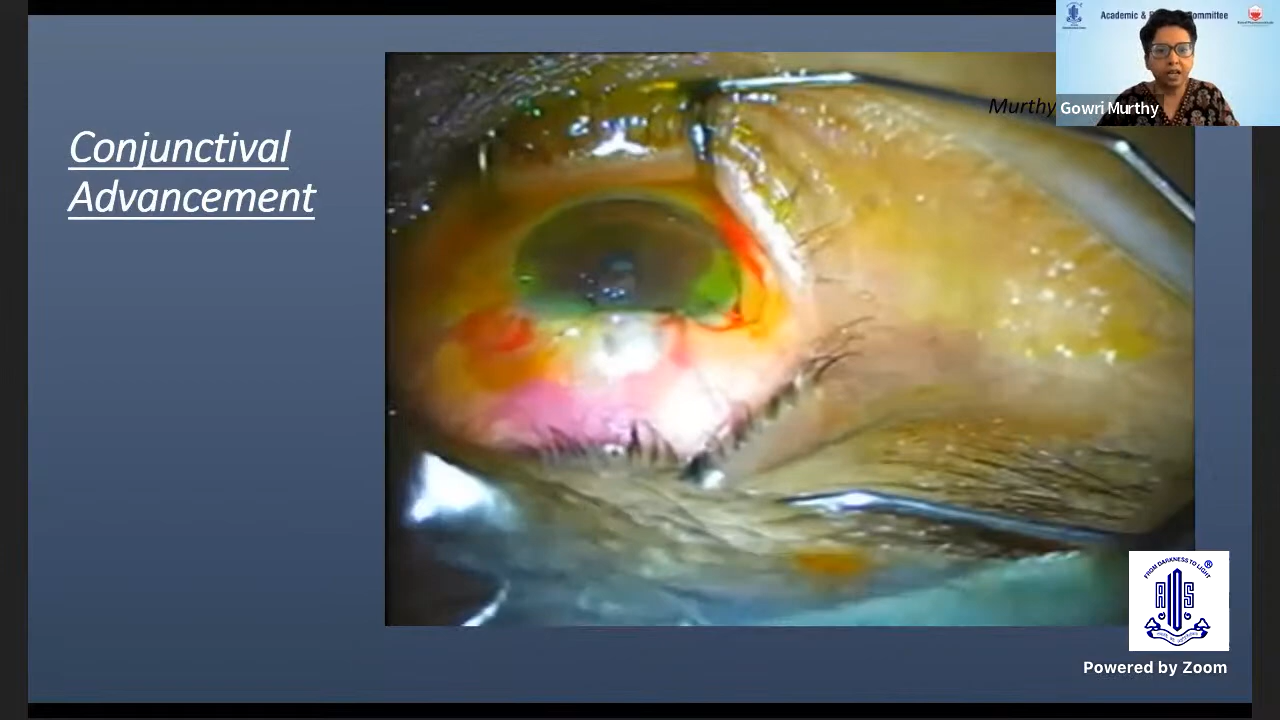 Academic & 
Committee
Murthy
Gowri Murthy
Conjunctival
Advancement
FROM DARKNESS TO LIGHT
®
AIOS
Powered by Zoom